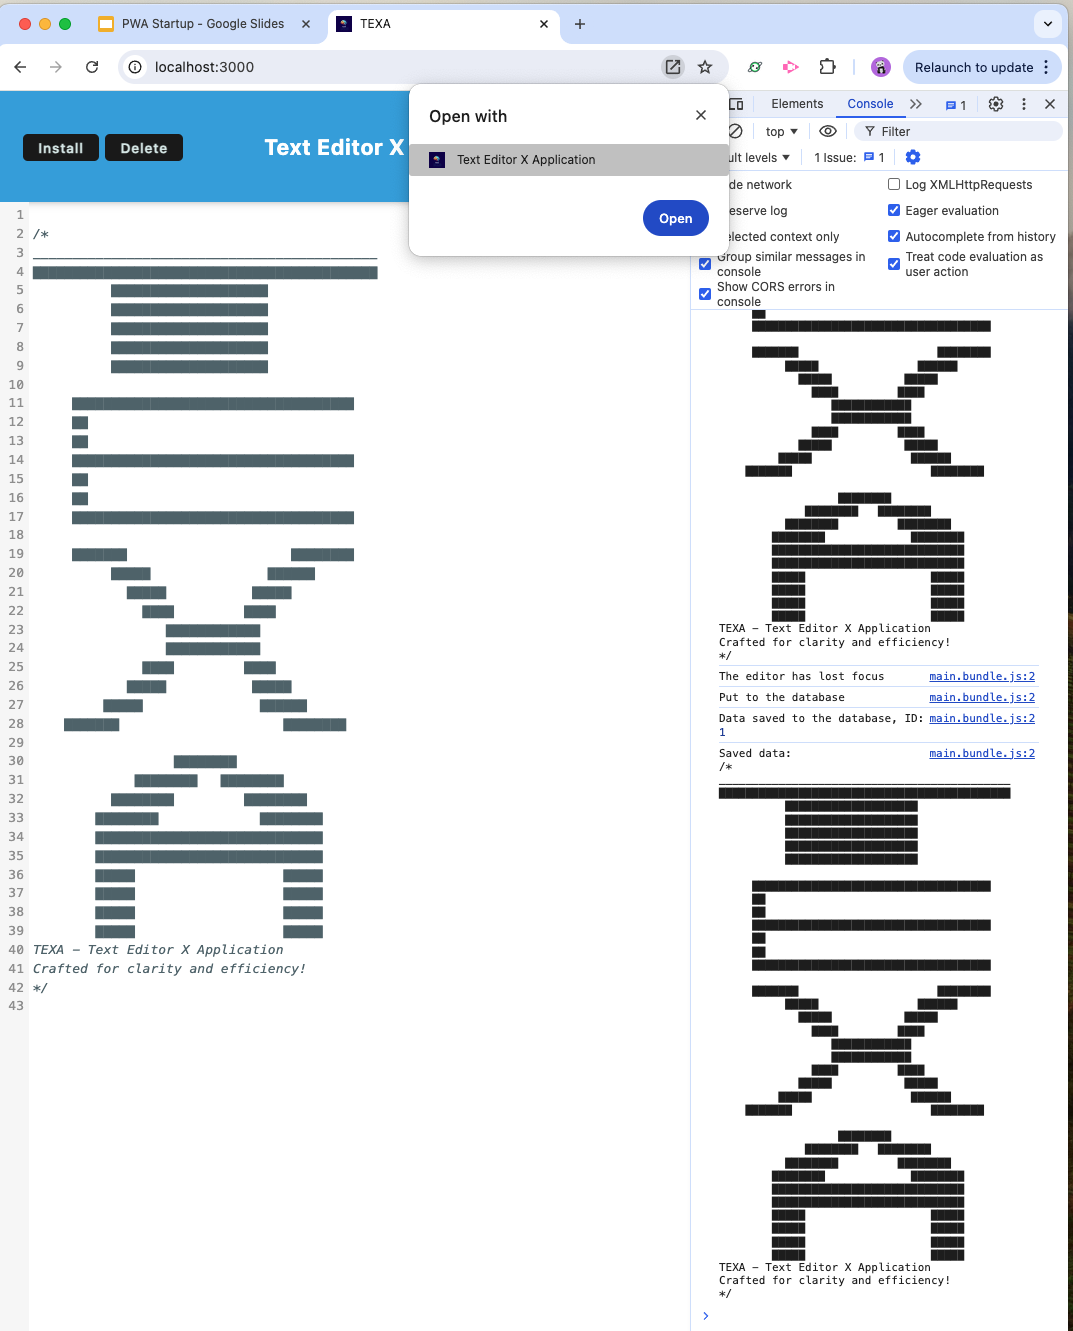 PWA Startup - Google Slides
TEXA
localhost:3000
Relaunch to update
Install
Delete
Text Editor X
Open with
Text Editor X Application
Open
Elements
Console
1
top
Filter
ult levels
1 Issue:
1
de network
Log XMLHttpRequests
eserve log
Eager evaluation
elected context only
Autocomplete from history
Group similar messages in
console
Treat code evaluation as
user action
Show CORS errors in
console
1
2 /*
3
4
5
6
7
8
9
10
11
12
13
14
15
16
17
18
19
20
21
22
23
24
25
26
27
28
29
30
31
32
33
34
35
36
37
38
39
40 TEXA - Text Editor X Application
41 Crafted for clarity and efficiency!
42 */
43
TEXA - Text Editor X Application
Crafted for clarity and efficiency!
*/
The editor has lost focus main.bundle.js:2
Put to the database main.bundle.js:2
Data saved to the database, ID: main.bundle.js:2
1
Saved data: main.bundle.js:2
/*
TEXA - Text Editor X Application
Crafted for clarity and efficiency!
*/